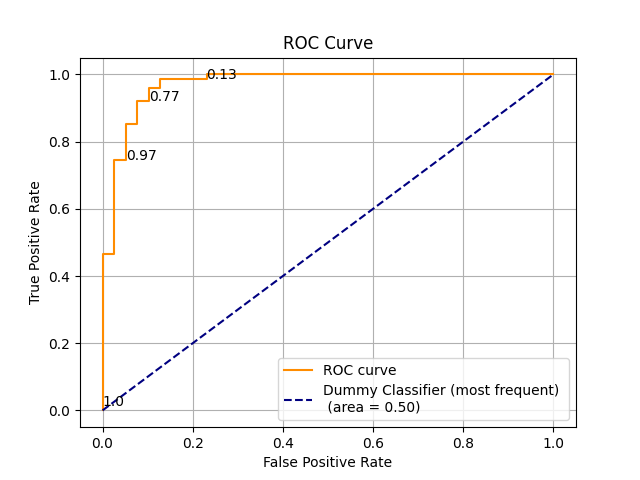 ROC Curve
True Positive Rate
1.0
0.8
0.6
0.4
0.2
0.0
0.13
0.77
0.97
1.0
ROC curve
Dummy Classifier (most frequent)
(area = 0.50)
0.0 0.2 0.4 0.6 0.8 1.0
False Positive Rate